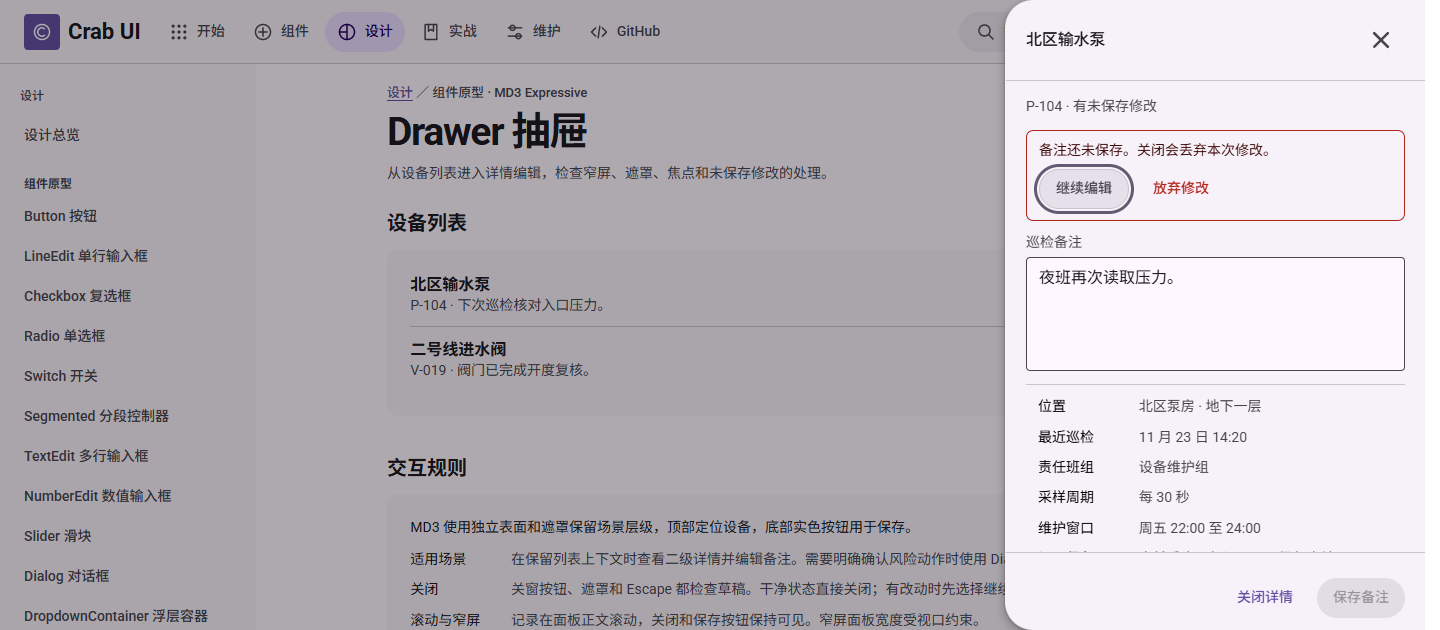 Crab UI 开始 组件 设计 实战 维护 GitHub
设计
设计总览
组件原型
Button 按钮
LineEdit 单行输入框
Checkbox 复选框
Radio 单选框
Switch 开关
Segmented 分段控制器
TextEdit 多行输入框
NumberEdit 数值输入框
Slider 滑块
Dialog 对话框
DropdownContainer 浮层容器
设计 ／ 组件原型 · MD3 Expressive
Drawer 抽屉
从设备列表进入详情编辑，检查窄屏、遮罩、焦点和未保存修改的处理。
设备列表
北区输水泵
P-104 · 下次巡检核对入口压力。
二号线进水阀
V-019 · 阀门已完成开度复核。
交互规则
MD3 使用独立表面和遮罩保留场景层级，顶部定位设备，底部实色按钮用于保存。
适用场景 在保留列表上下文时查看二级详情并编辑备注。需要明确确认风险动作时使用
关闭 关窗按钮、遮罩和 Escape 都检查草稿。干净状态直接关闭；有改动时先选择继续
滚动与窄屏 记录在面板正文滚动，关闭和保存按钮保持可见。窄屏面板宽度受视口约束。
北区输水泵
P-104 · 有未保存修改
备注还未保存。关闭会丢弃本次修改。
继续编辑 放弃修改
巡检备注
夜班再次读取压力。
位置 北区泵房 · 地下一层
最近巡检 11 月 23 日 14:20
责任班组 设备维护组
采样周期 每 30 秒
维护窗口 周五 22:00 至 24:00
关闭详情 保存备注